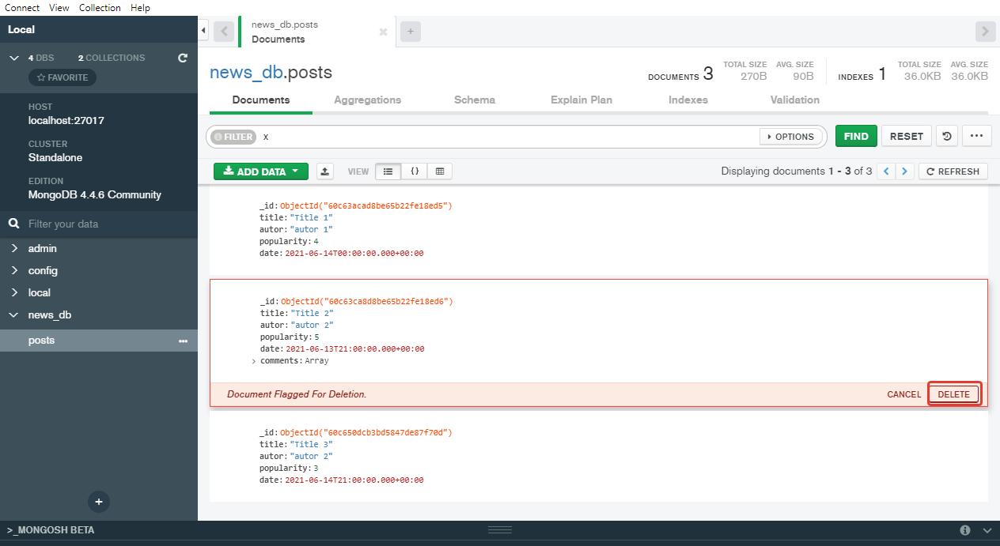 Connect View Collection Help
Local
4 DBS 2 COLLECTIONS
FAVORITE
HOST
localhost:27017
CLUSTER
Standalone
EDITION
MongoDB 4.4.6 Community
Filter your data
admin
config
local
news_db
posts
>_MONGOSH BETA
news_db.posts
Documents
news_db.posts
DOCUMENTS 3 TOTAL SIZE 270B AVG. SIZE 90B INDEXES 1 TOTAL SIZE 36.0KB AVG. SIZE 36.0KB
Documents Aggregations Schema Explain Plan Indexes Validation
FILTER x OPTIONS FIND RESET
ADD DATA VIEW {} Displaying documents 1 - 3 of 3 REFRESH
_id: ObjectId("60c63acad8be65b22fe18ed5")
title: "Title 1"
autor: "autor 1"
popularity: 4
date: 2021-06-14T00:00:00.000+00:00
_id: ObjectId("60c63ca8d8be65b22fe18ed6")
title: "Title 2"
autor: "autor 2"
popularity: 5
date: 2021-06-13T21:00:00.000+00:00
comments: Array
Document Flagged For Deletion. CANCEL DELETE
_id: ObjectId("60c650dcb3bd5847de87f70d")
title: "Title 3"
autor: "autor 2"
popularity: 3
date: 2021-06-14T21:00:00.000+00:00